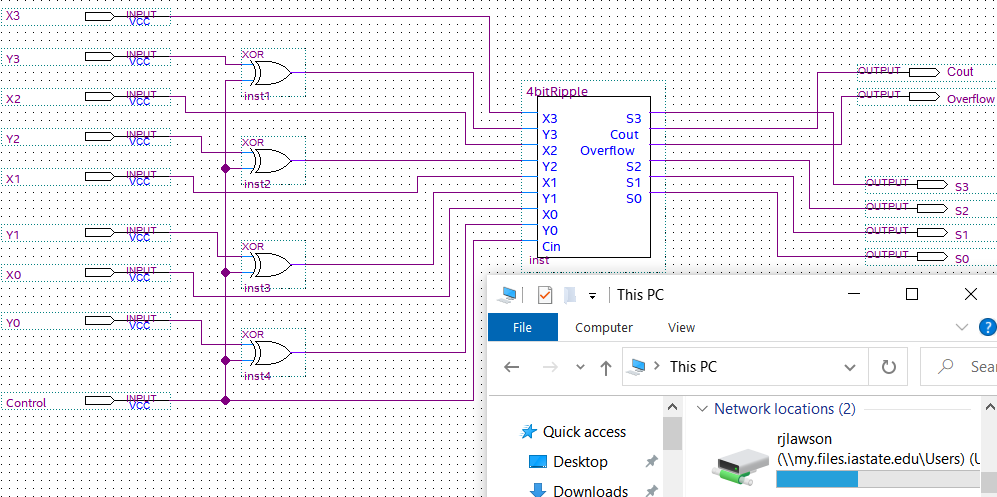 X3 INPUT VCC
Y3 INPUT VCC XOR
Cout
OUTPUT
inst1
4bitRipple
X2 INPUT VCC
OUTPUT Overflow
X3 S3
Y3 Cout
Y2 INPUT VCC XOR
X2 Overflow
Y2 S2
X1 INPUT VCC
inst2
X1 S1
OUTPUT S3
Y1 S0
OUTPUT S2
X0
Y1 INPUT VCC
Y0
OUTPUT S1
XOR
Cin
OUTPUT S0
inst
X0 INPUT VCC
inst3
This PC
Y0 INPUT VCC
File Computer View
XOR
This PC
Sea
inst4
Control INPUT VCC
Network locations (2)
Quick access
rjlawson
Desktop
(\\my.files.iastate.edu\Users) (U
Downloads